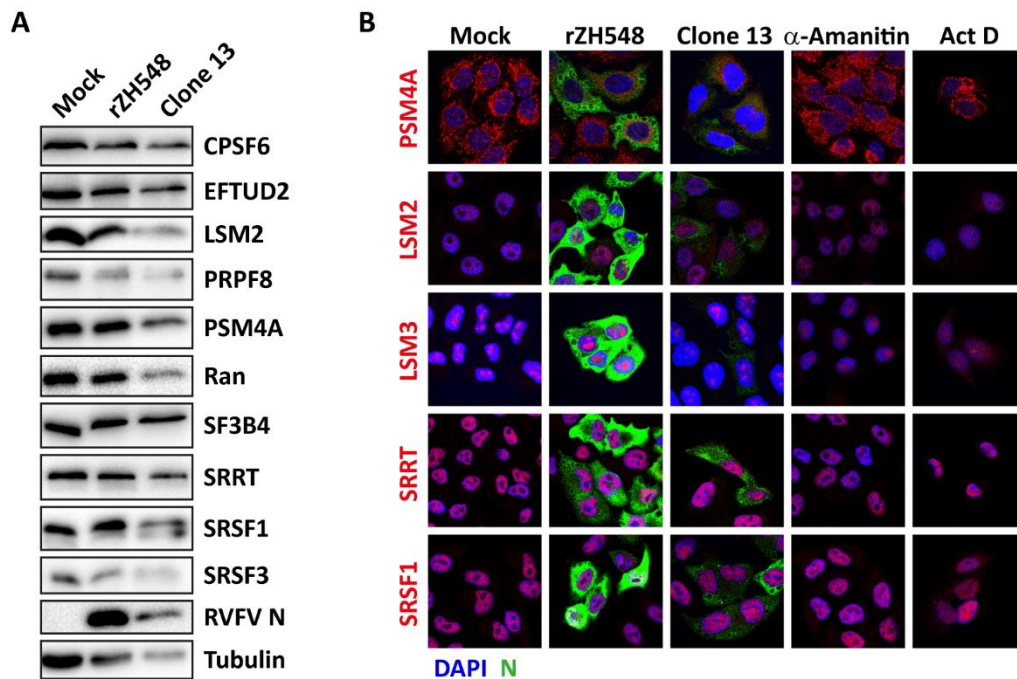 A
Mock rZH548 Clone 13
CPSF6
EFTUD2
LSM2
PRPF8
PSM4A
Ran
SF3B4
SRRT
SRSF1
SRSF3
RVFV N
Tubulin
B
Mock rZH548 Clone 13 α-Amanitin Act D
PSM4A
LSM2
LSM3
SRRT
SRSF1
DAPI N